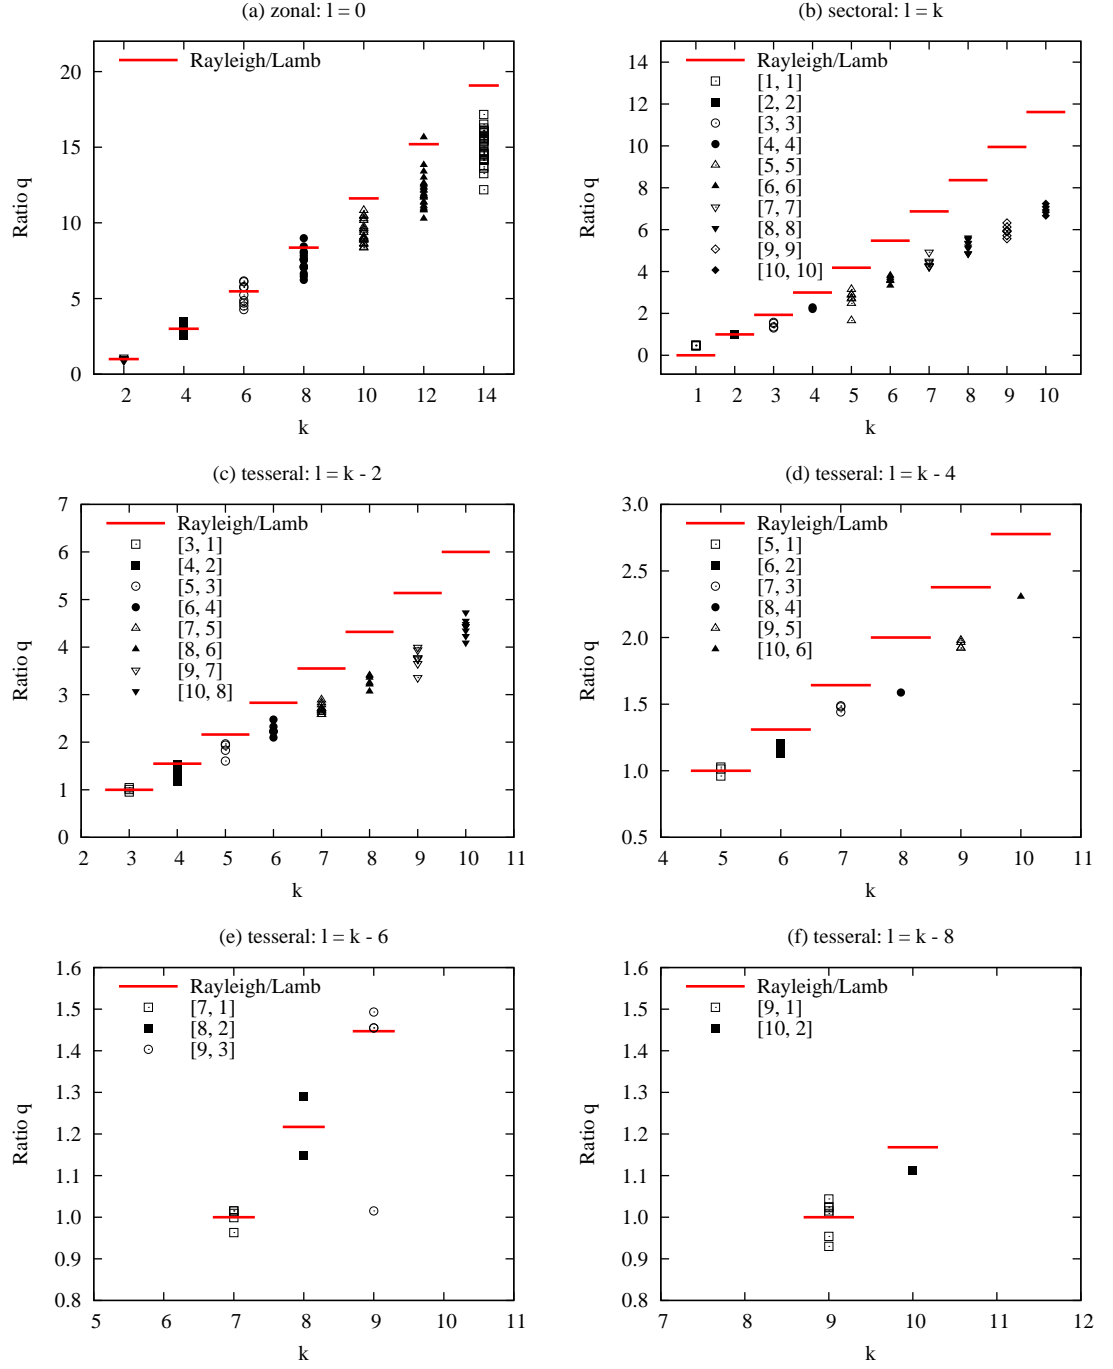 (a) zonal: l = 0
Ratio q
20
15
10
5
0
Rayleigh/Lamb
2 4 6 8 10 12 14
k
(b) sectoral: l = k
Ratio q
14
12
10
8
6
4
2
0
Rayleigh/Lamb
[1, 1]
[2, 2]
[3, 3]
[4, 4]
[5, 5]
[6, 6]
[7, 7]
[8, 8]
[9, 9]
[10, 10]
1 2 3 4 5 6 7 8 9 10
k
(c) tesseral: l = k - 2
Ratio q
7
6
5
4
3
2
1
0
Rayleigh/Lamb
[3, 1]
[4, 2]
[5, 3]
[6, 4]
[7, 5]
[8, 6]
[9, 7]
[10, 8]
2 3 4 5 6 7 8 9 10 11
k
(d) tesseral: l = k - 4
Ratio q
3.0
2.5
2.0
1.5
1.0
0.5
Rayleigh/Lamb
[5, 1]
[6, 2]
[7, 3]
[8, 4]
[9, 5]
[10, 6]
4 5 6 7 8 9 10 11
k
(e) tesseral: l = k - 6
Ratio q
1.6
1.5
1.4
1.3
1.2
1.1
1.0
0.9
0.8
Rayleigh/Lamb
[7, 1]
[8, 2]
[9, 3]
5 6 7 8 9 10 11
k
(f) tesseral: l = k - 8
Ratio q
1.6
1.5
1.4
1.3
1.2
1.1
1.0
0.9
0.8
Rayleigh/Lamb
[9, 1]
[10, 2]
7 8 9 10 11 12
k